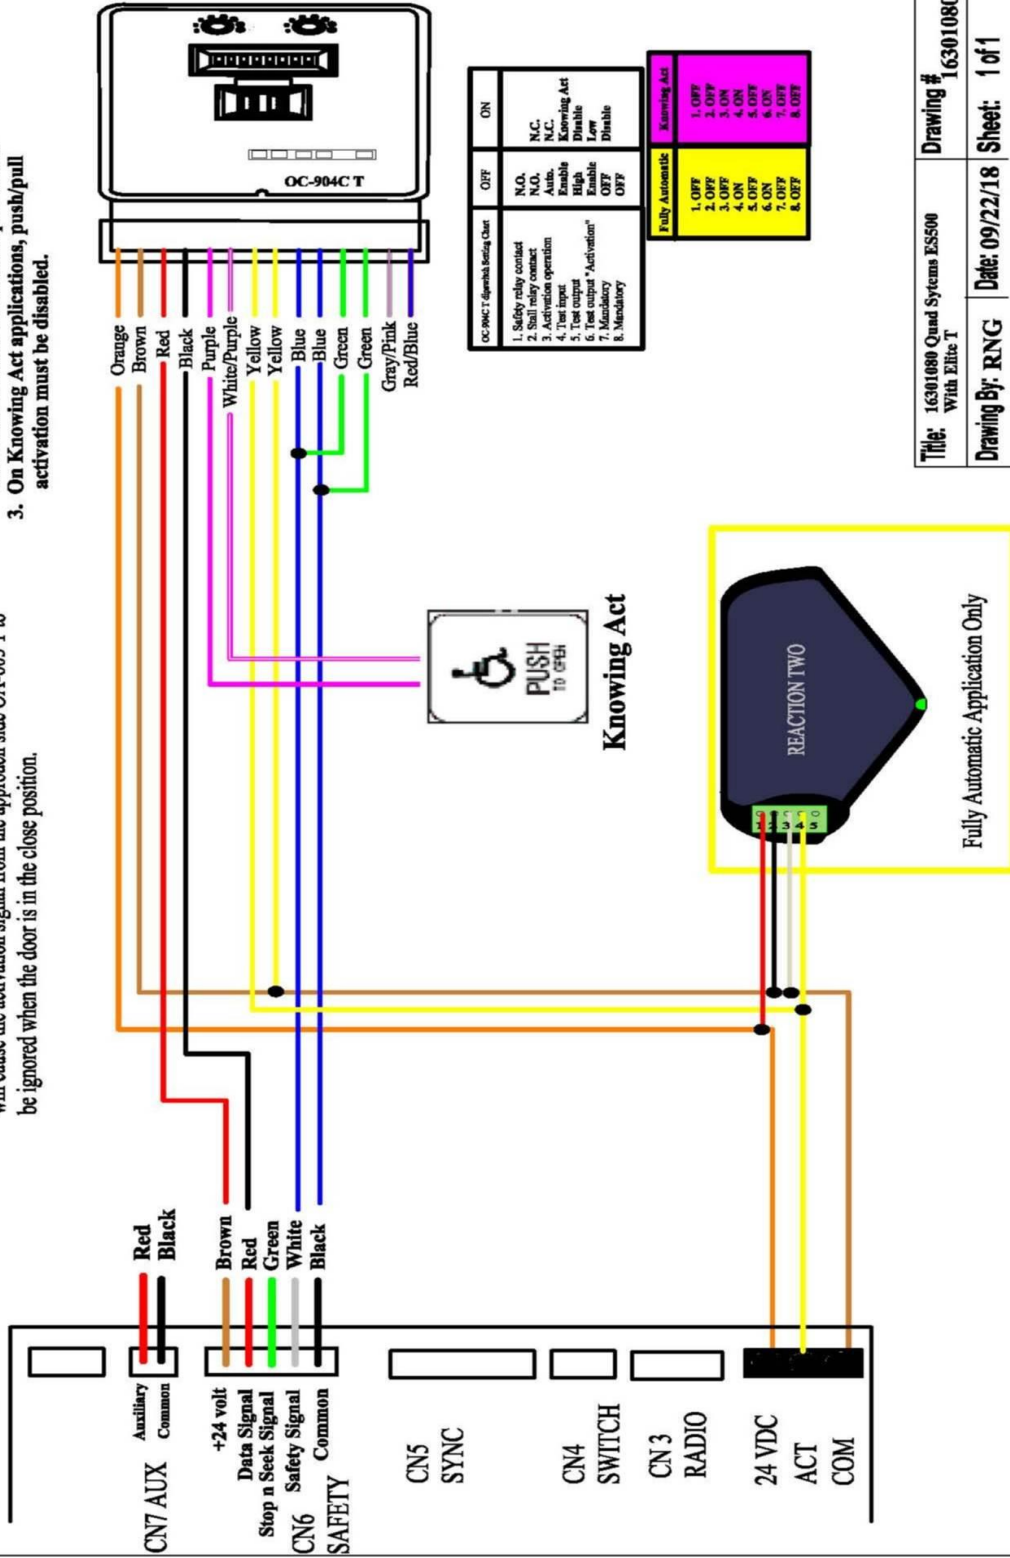 3. On Knowing Act applications, push/pull
activation must be disabled.
be ignored when the door is in the close position.
OC-904C T
Orange
Brown
Red
Black
Purple
White/Purple
Yellow
Yellow
Blue
Blue
Green
Green
Gray/Pink
Red/Blue
OC-904C T dipswitch Setting Chart
OFF
ON
1. Safety relay contact
N.O.
N.C.
2. Stall relay contact
N.O.
N.C.
3. Activation operation
Auto.
Knowing Act
4. Test input
Enable
Disable
5. Test output
High
Low
6. Test output "Activation"
Enable
Disable
7. Mandatory
OFF
8. Mandatory
OFF
Fully Automatic
1. OFF
2. OFF
3. OFF
4. ON
5. OFF
6. ON
7. OFF
8. OFF
Knowing Act
1. OFF
2. OFF
3. ON
4. ON
5. OFF
6. ON
7. OFF
8. OFF
PUSH
TO OPEN
Knowing Act
REACTION TWO
1
2
3
4
5
Fully Automatic Application Only
Red
Black
Brown
Red
Green
White
Black
Auxiliary
Common
CN7 AUX
+24 volt
Data Signal
Stop n Seek Signal
Safety Signal
Common
CN6
SAFETY
CN5
SYNC
CN4
SWITCH
CN 3
RADIO
24 VDC
ACT
COM
Title: 16301080 Quad Sytems ES500
With Elite T
Drawing #
16301080
Drawing By: RNG
Date: 09/22/18
Sheet: 1 of 1